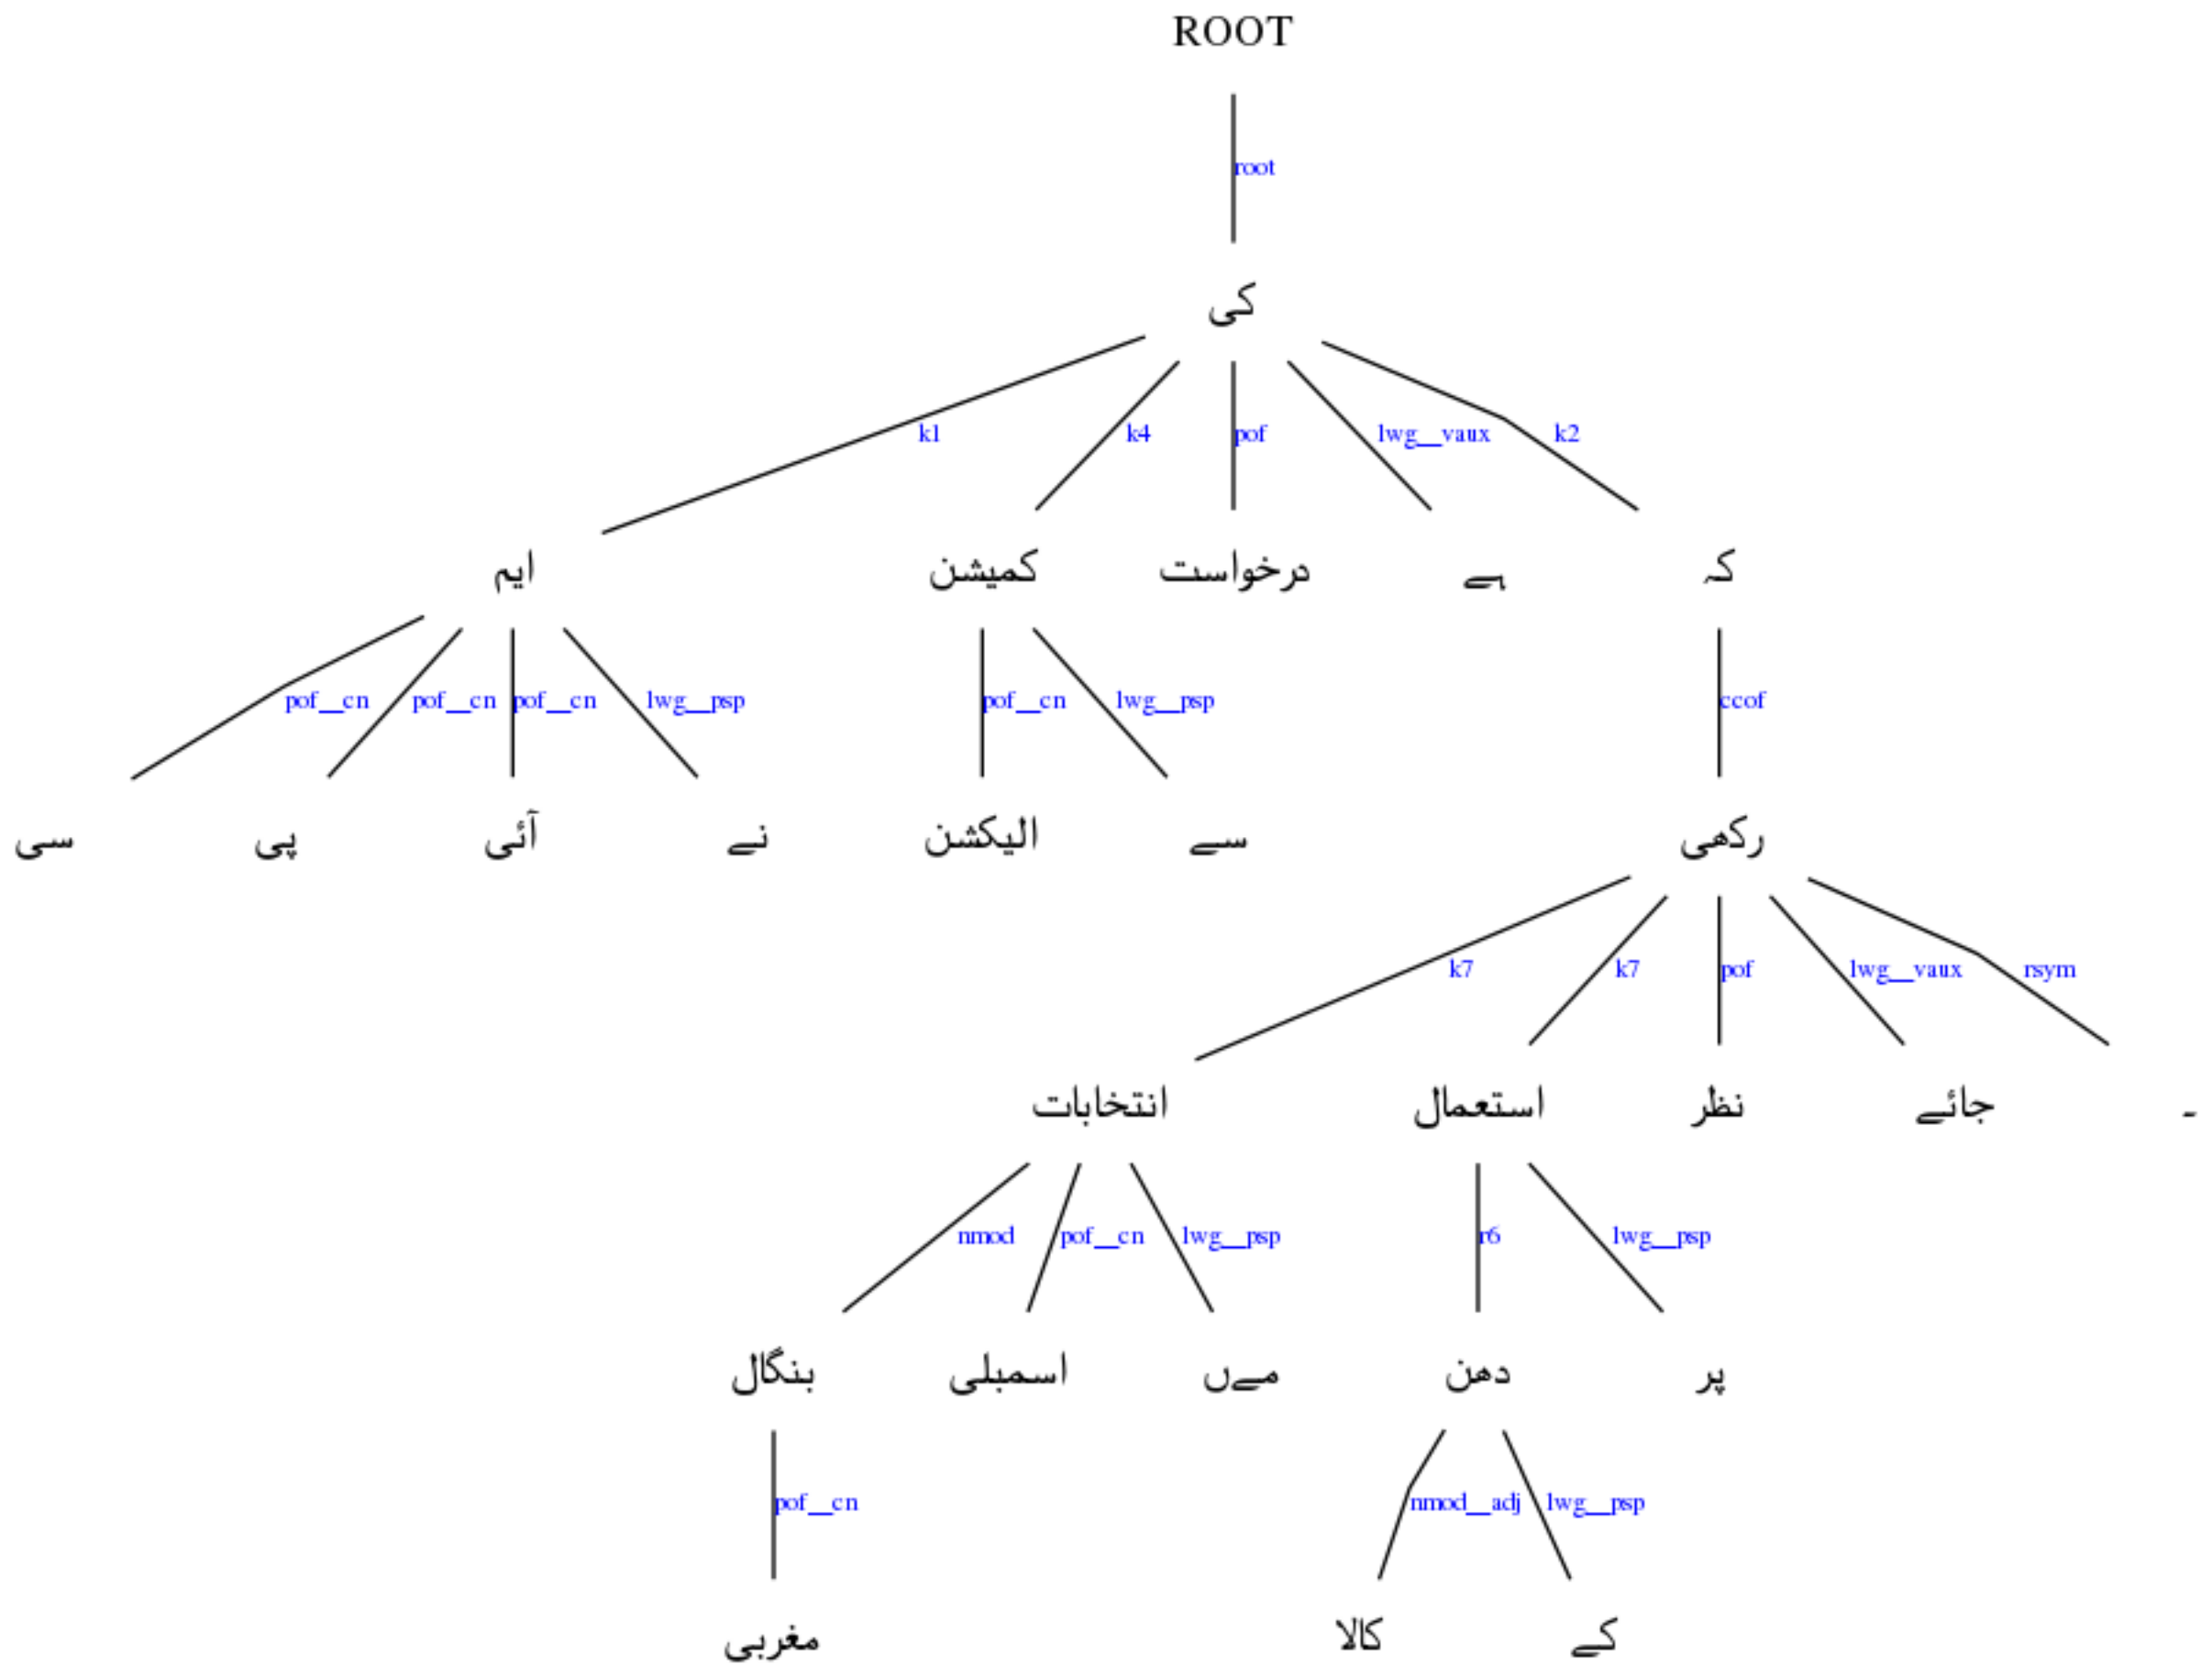 ROOT
root
کی
k1 k4 pof lwg__vaux k2
ایم کمیشن درخواست ہے کہ
pof__cn pof__cn pof__cn lwg__psp pof__cn lwg__psp ccof
سی پی آئی نے الیکشن سے رکھی
k7 k7 pof lwg__vaux rsym
انتخابات استعمال نظر جائے ۔
nmod pof__cn lwg__psp r6 lwg__psp
بنگال اسمبلی مےں دھن پر
pof__cn nmod__adj lwg__psp
مغربی کالا کے